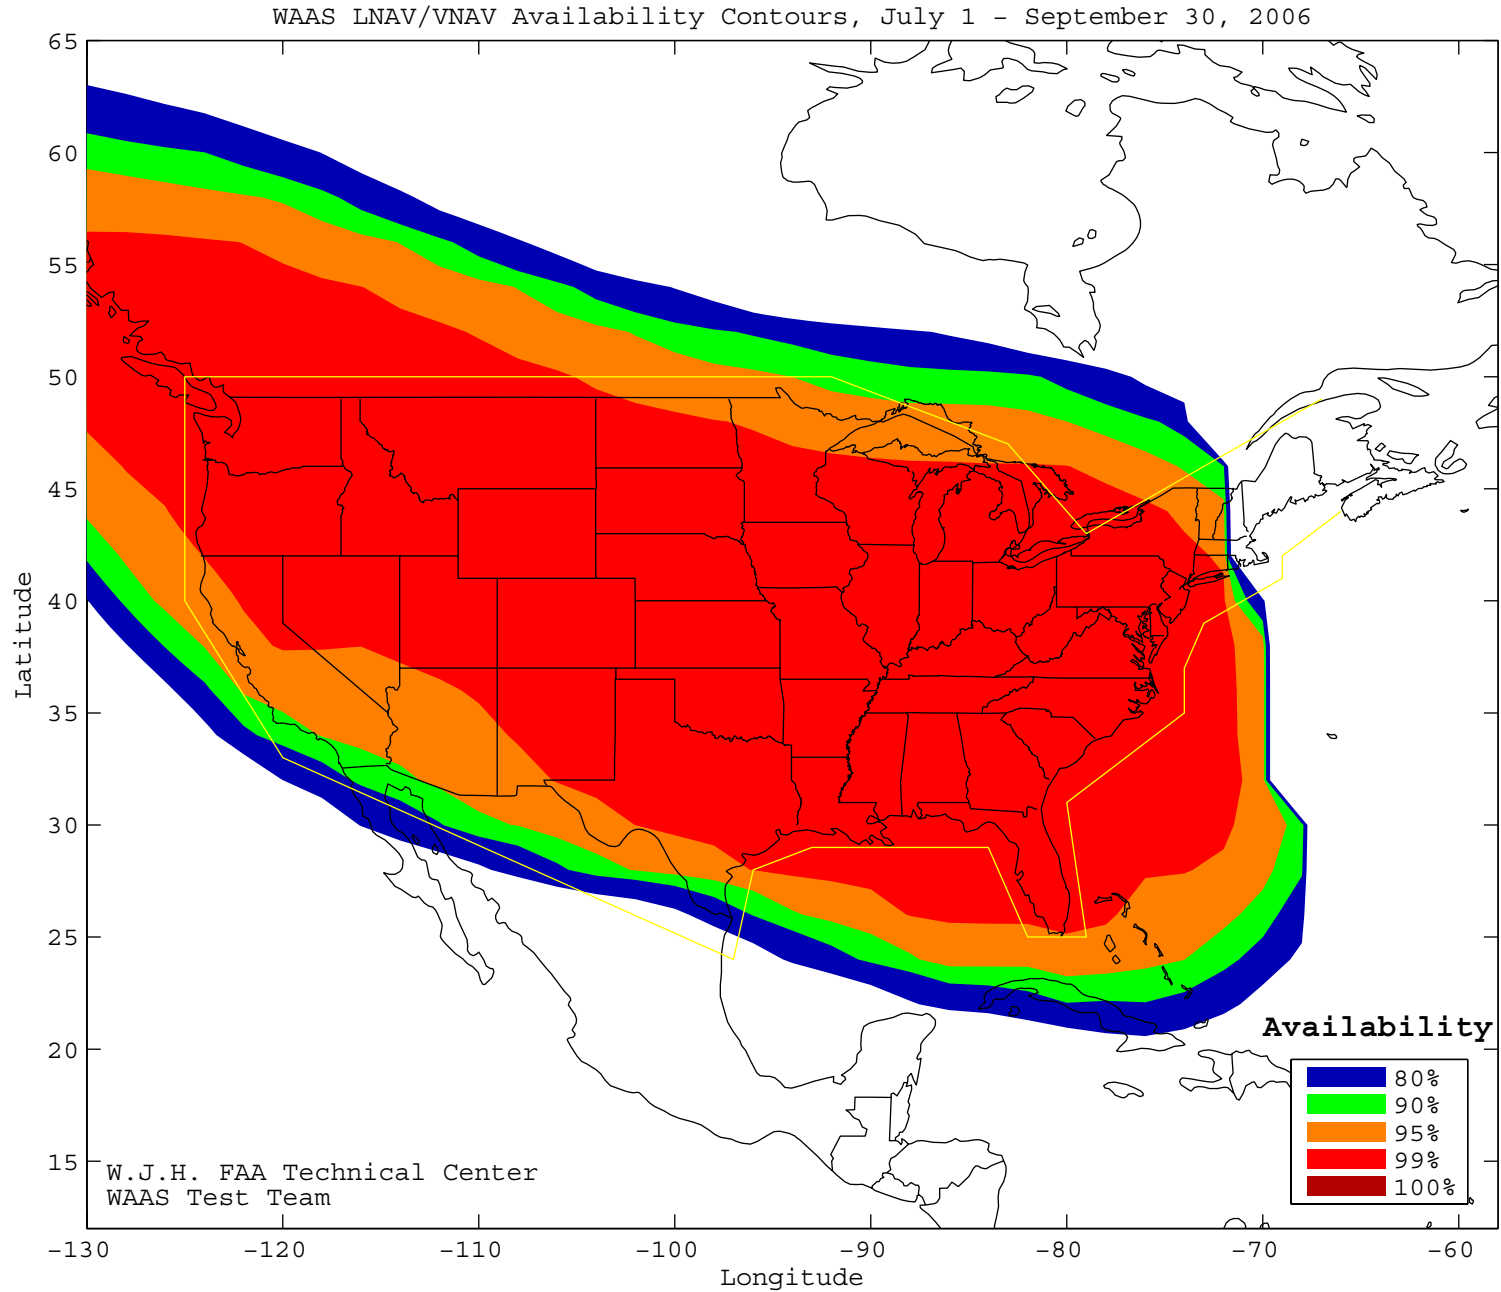 WAAS LNAV/VNAV Availability Contours, July 1 - September 30, 2006
65
60
55
50
45
40
35
30
25
20
15
Latitude
-130 -120 -110 -100 -90 -80 -70 -60
Longitude
W.J.H. FAA Technical Center
WAAS Test Team
Availability
80%
90%
95%
99%
100%